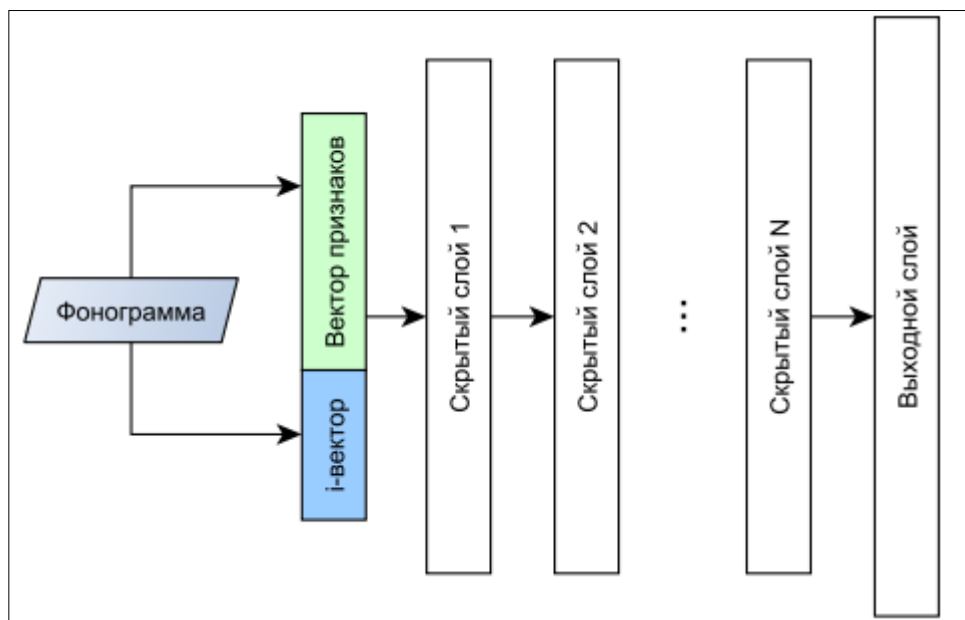 Фонограмма
Вектор признаков
i-вектор
Скрытый слой 1
Скрытый слой 2
...
Скрытый слой N
Выходной слой